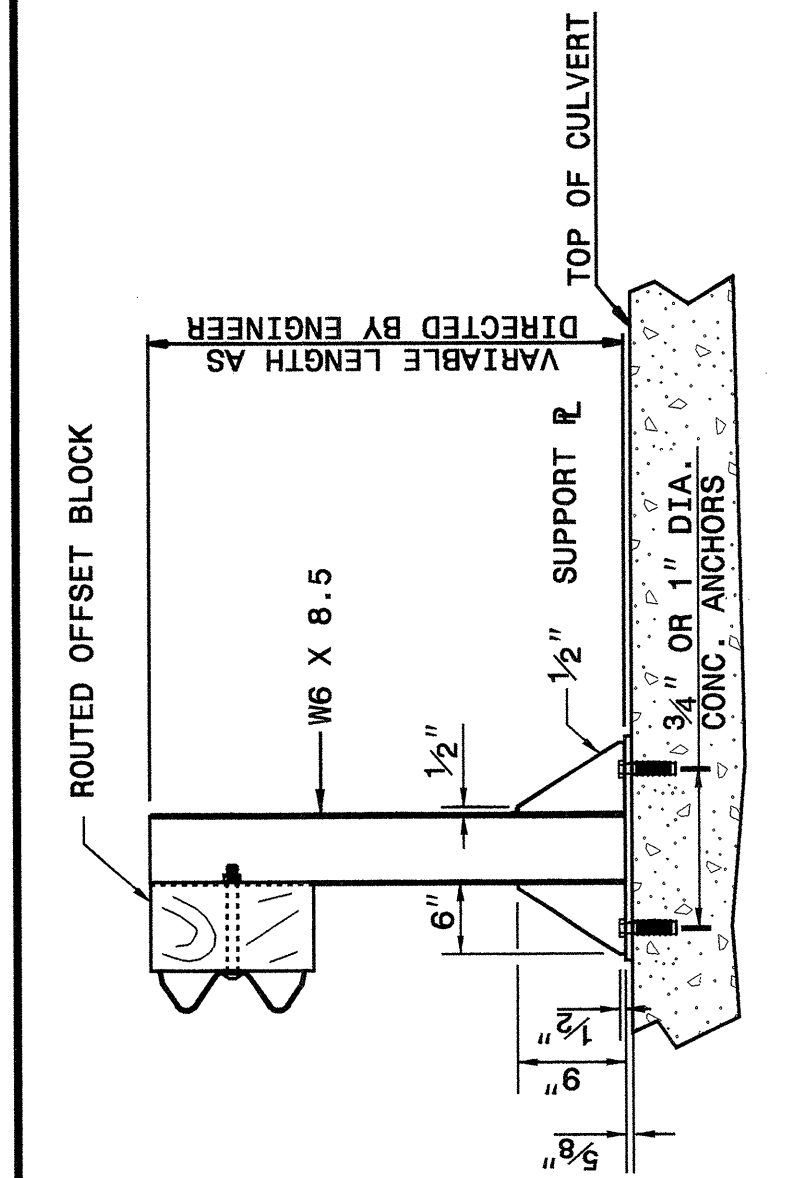 ROUTED OFFSET BLOCK
W6 X 8.5
VARIABLE LENGTH AS
DIRECTED BY ENGINEER
TOP OF CULVERT
1/2" SUPPORT ℄
1/2"
6"
3/4" OR 1" DIA.
CONC. ANCHORS
1/2"
9"
5/8"